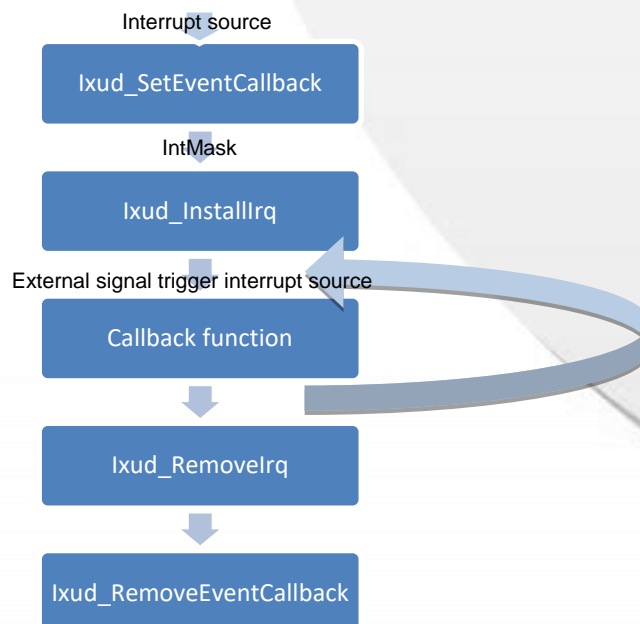 Interrupt source
Ixud_SetEventCallback
IntMask
Ixud_InstallIrq
External signal trigger interrupt source
Callback function
Ixud_RemoveIrq
Ixud_RemoveEventCallback